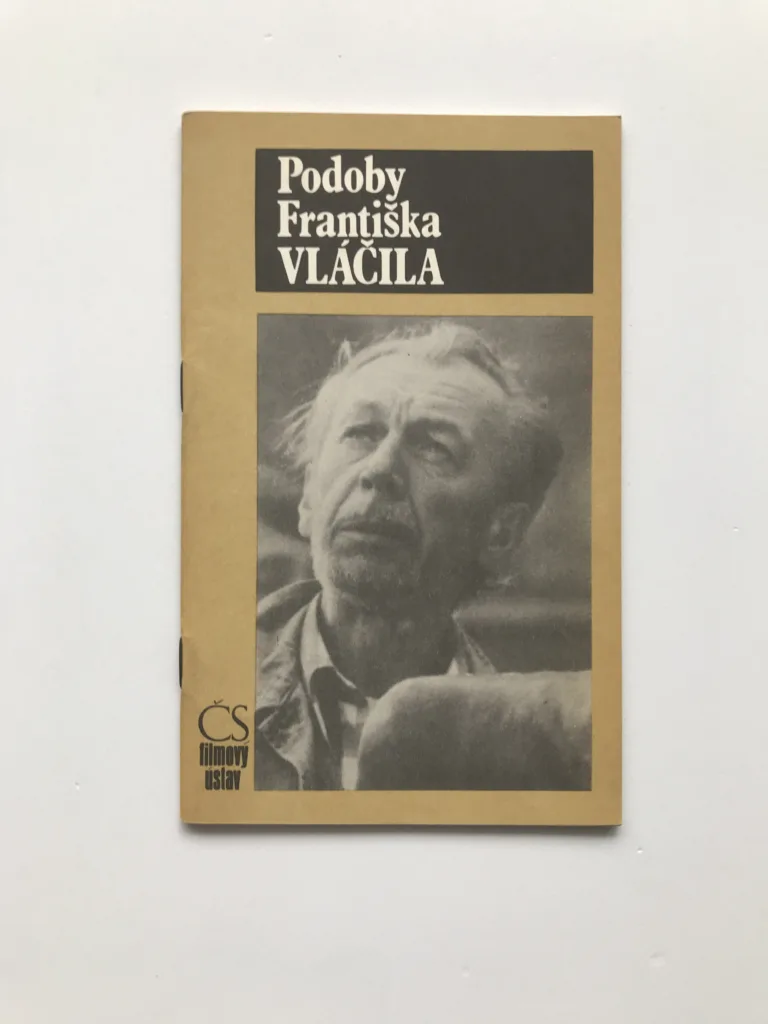 Podoby
Františka
VLÁČILA
ČS
filmový
ústav